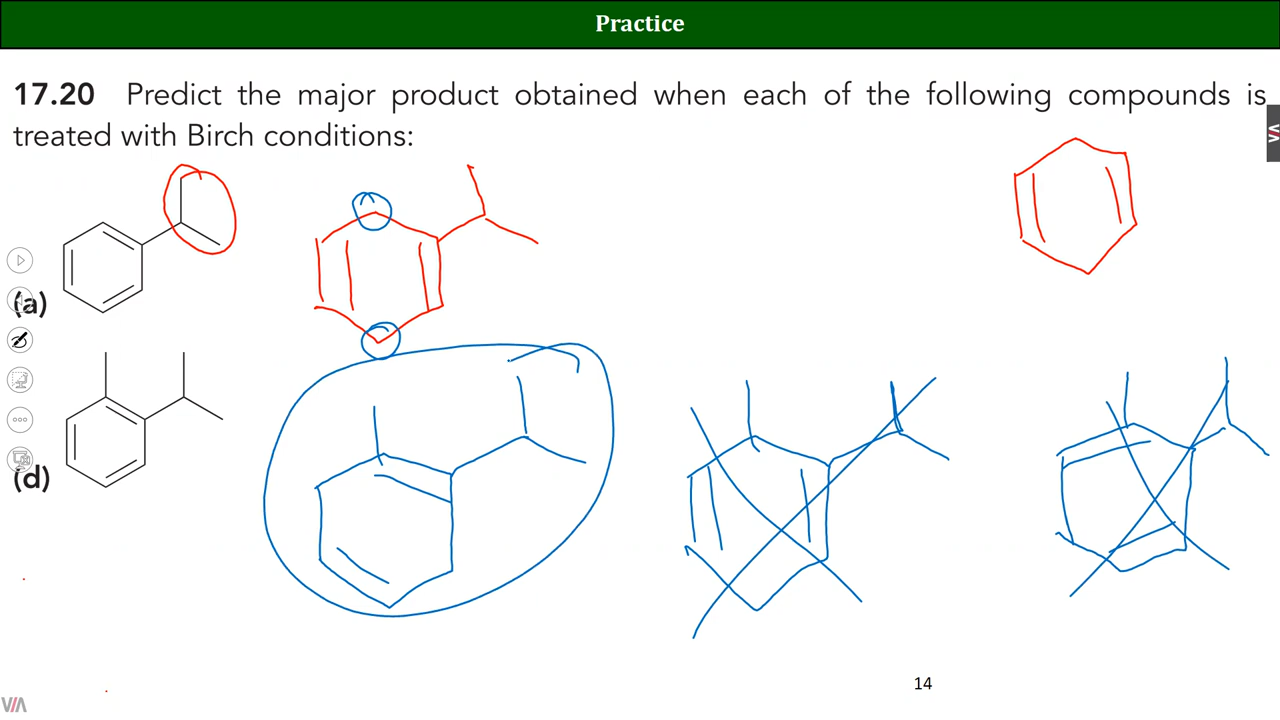 Practice
17.20 Predict the major product obtained when each of the following compounds is
treated with Birch conditions:
(a)
(d)
14
VIA